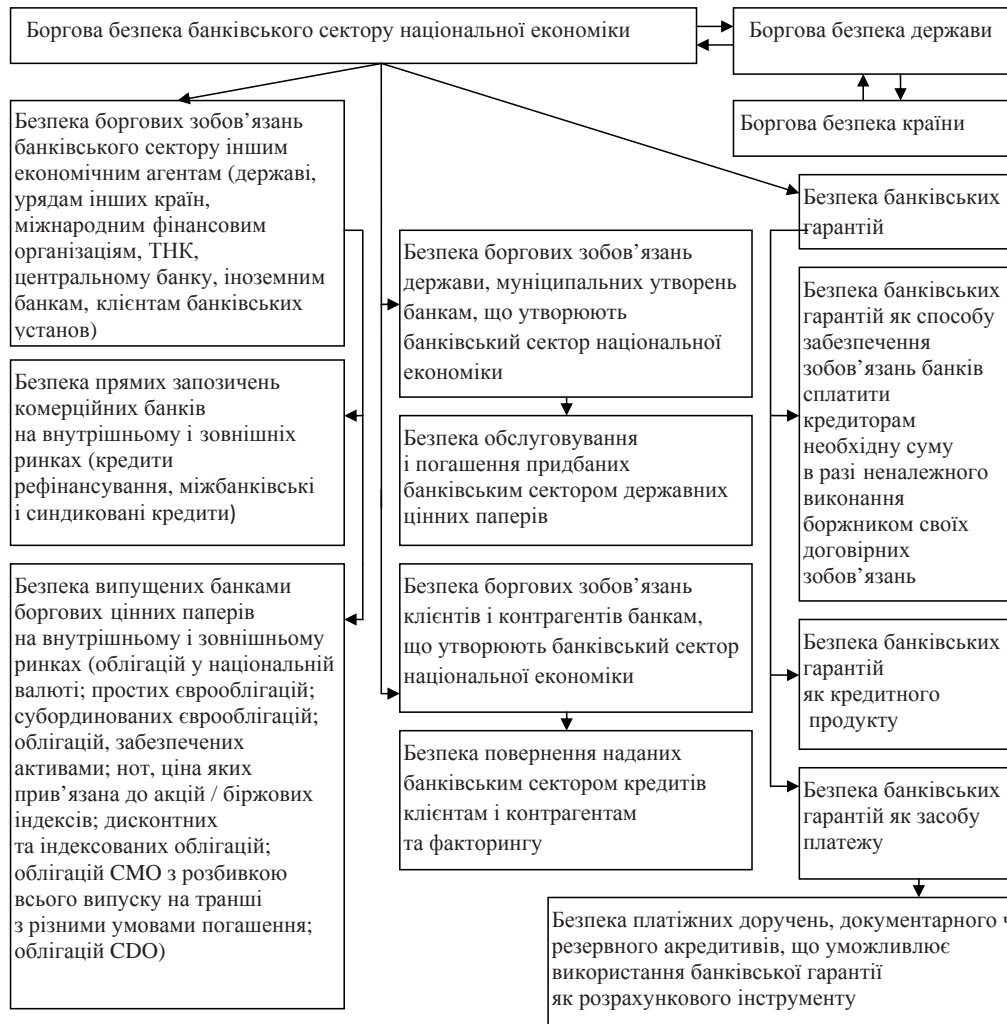 Боргова безпека банківського сектору національної економіки
Боргова безпека держави
Боргова безпека країни
Безпека боргових зобов’язань
банківського сектору іншим
економічним агентам (державі,
урядам інших країн,
міжнародним фінансовим
організаціям, ТНК,
центральному банку, іноземним
банкам, клієнтам банківських
установ)
Безпека прямих запозичень
комерційних банків
на внутрішньому і зовнішніх
ринках (кредити
рефінансування, міжбанківські
і синдиковані кредити)
Безпека випущених банками
боргових цінних паперів
на внутрішньому і зовнішньому
ринках (облігацій у національній
валюті; простих єврооблігацій;
субординованих єврооблігацій;
облігацій, забезпечених
активами; нот, ціна яких
прив’язана до акцій / біржових
індексів; дисконтних
та індексованих облігацій;
облігацій СМО з розбивкою
всього випуску на транші
з різними умовами погашення;
облігацій CDO)
Безпека боргових зобов’язань
держави, муніципальних утворень
банкам, що утворюють
банківський сектор національної
економіки
Безпека обслуговування
і погашення придбаних
банківським сектором державних
цінних паперів
Безпека боргових зобов’язань
клієнтів і контрагентів банкам,
що утворюють банківський сектор
національної економіки
Безпека повернення наданих
банківським сектором кредитів
клієнтам і контрагентам
та факторингу
Безпека банківських
гарантій
Безпека банківських
гарантій як способу
забезпечення
зобов’язань банків
сплатити
кредиторам
необхідну суму
в разі неналежного
виконання
боржником своїх
договірних
зобов’язань
Безпека банківських
гарантій
як кредитного
продукту
Безпека банківських
гарантій як засобу
платежу
Безпека платіжних доручень, документарного
резервного акредитивів, що уможливлює
використання банківської гарантії
як розрахункового інструменту